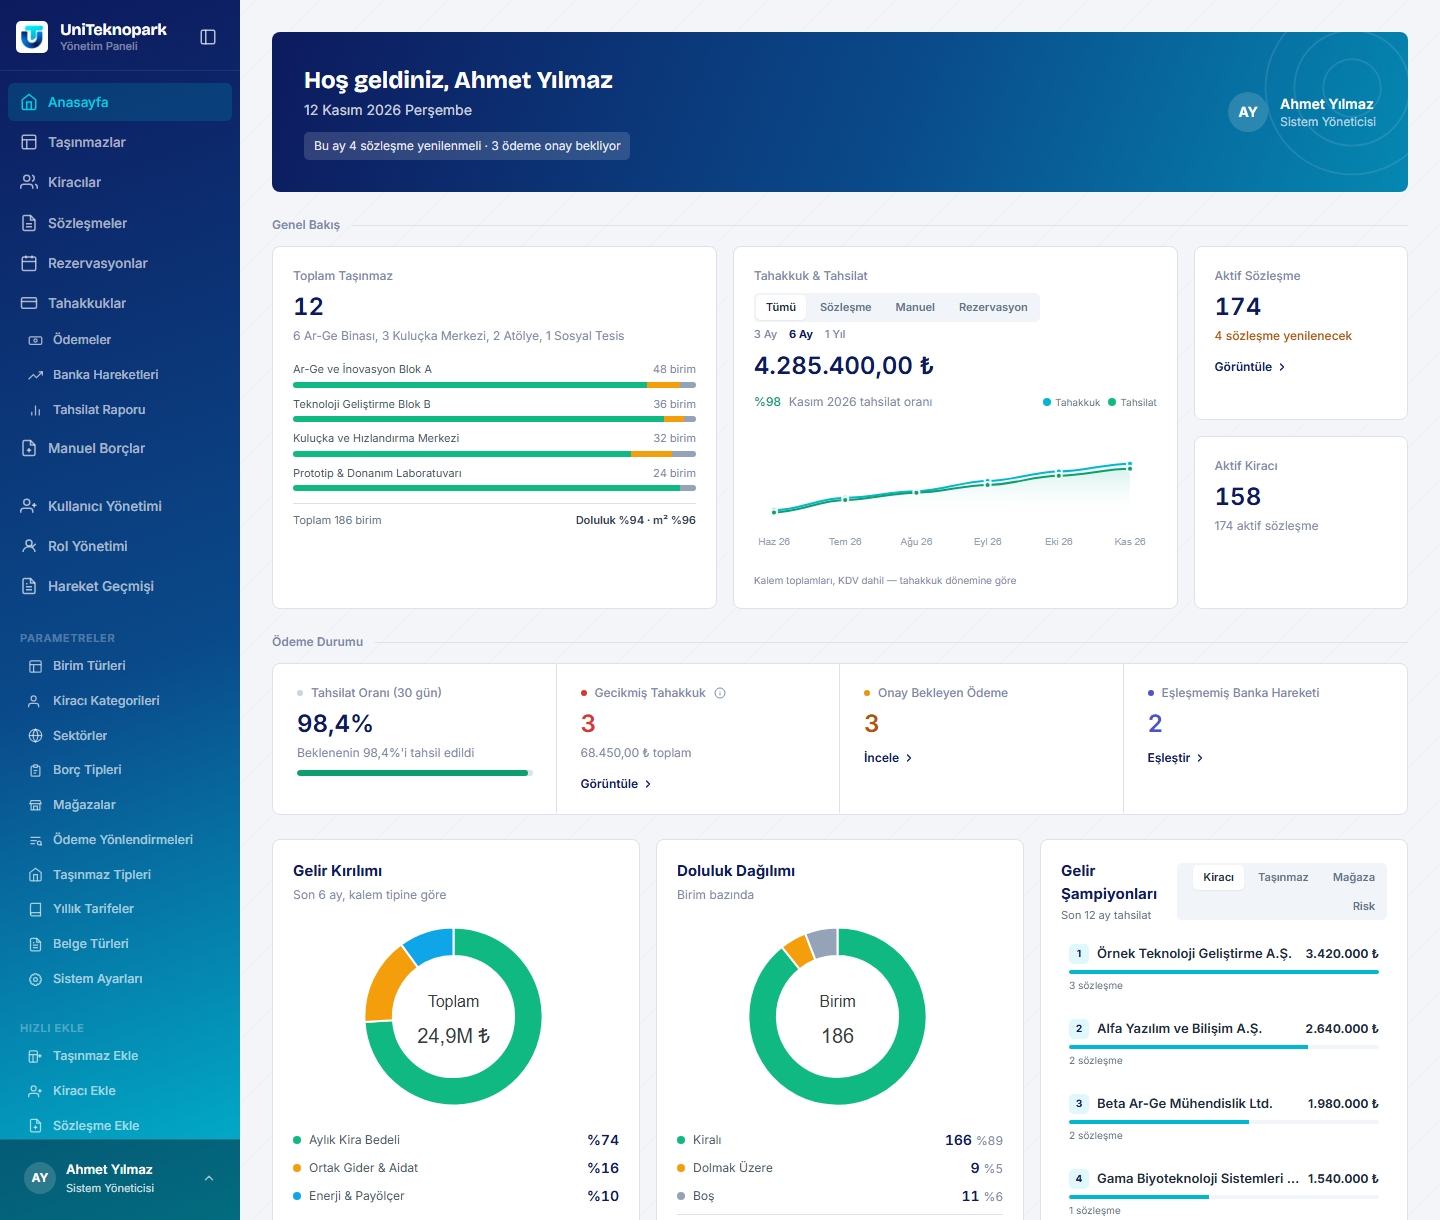 UniTeknopark
Yönetim Paneli
Anasayfa
Taşınmazlar
Kiracılar
Sözleşmeler
Rezervasyonlar
Tahakkuklar
Ödemeler
Banka Hareketleri
Tahsilat Raporu
Manuel Borçlar
Kullanıcı Yönetimi
Rol Yönetimi
Hareket Geçmişi
PARAMETRELER
Birim Türleri
Kiracı Kategorileri
Sektörler
Borç Tipleri
Mağazalar
Ödeme Yönlendirmeleri
Taşınmaz Tipleri
Yıllık Tarifeler
Belge Türleri
Sistem Ayarları
HIZLI EKLE
Taşınmaz Ekle
Kiracı Ekle
Sözleşme Ekle
AY
Ahmet Yılmaz
Sistem Yöneticisi
Hoş geldiniz, Ahmet Yılmaz
12 Kasım 2026 Perşembe
Bu ay 4 sözleşme yenilenmeli · 3 ödeme onay bekliyor
AY
Ahmet Yılmaz
Sistem Yöneticisi
Genel Bakış
Toplam Taşınmaz
12
6 Ar-Ge Binası, 3 Kuluçka Merkezi, 2 Atölye, 1 Sosyal Tesis
Ar-Ge ve İnovasyon Blok A 48 birim
Teknoloji Geliştirme Blok B 36 birim
Kuluçka ve Hızlandırma Merkezi 32 birim
Prototip & Donanım Laboratuvarı 24 birim
Toplam 186 birim Doluluk %94 · m² %96
Tahakkuk & Tahsilat
Tümü Sözleşme Manuel Rezervasyon
3 Ay 6 Ay 1 Yıl
4.285.400,00 ₺
%98 Kasım 2026 tahsilat oranı
Tahakkuk Tahsilat
Haz 26 Tem 26 Ağu 26 Eyl 26 Eki 26 Kas 26
Kalem toplamları, KDV dahil — tahakkuk dönemine göre
Aktif Sözleşme
174
4 sözleşme yenilenecek
Görüntüle
Aktif Kiracı
158
174 aktif sözleşme
Ödeme Durumu
Tahsilat Oranı (30 gün)
98,4%
Beklenenin 98,4%'i tahsil edildi
Gecikmiş Tahakkuk
3
68.450,00 ₺ toplam
Görüntüle
Onay Bekleyen Ödeme
3
İncele
Eşleşmemiş Banka Hareketi
2
Eşleştir
Gelir Kırılımı
Son 6 ay, kalem tipine göre
Toplam
24,9M ₺
Aylık Kira Bedeli %74
Ortak Gider & Aidat %16
Enerji & Payölçer %10
Doluluk Dağılımı
Birim bazında
Birim
186
Kiralı 166 %89
Dolmak Üzere 9 %5
Boş 11 %6
Gelir
Şampiyonları
Son 12 ay tahsilat
Kiracı Taşınmaz Mağaza
Risk
1 Örnek Teknoloji Geliştirme A.Ş. 3.420.000 ₺
3 sözleşme
2 Alfa Yazılım ve Bilişim A.Ş. 2.640.000 ₺
2 sözleşme
3 Beta Ar-Ge Mühendislik Ltd. 1.980.000 ₺
2 sözleşme
4 Gama Biyoteknoloji Sistemleri ... 1.540.000 ₺
1 sözleşme